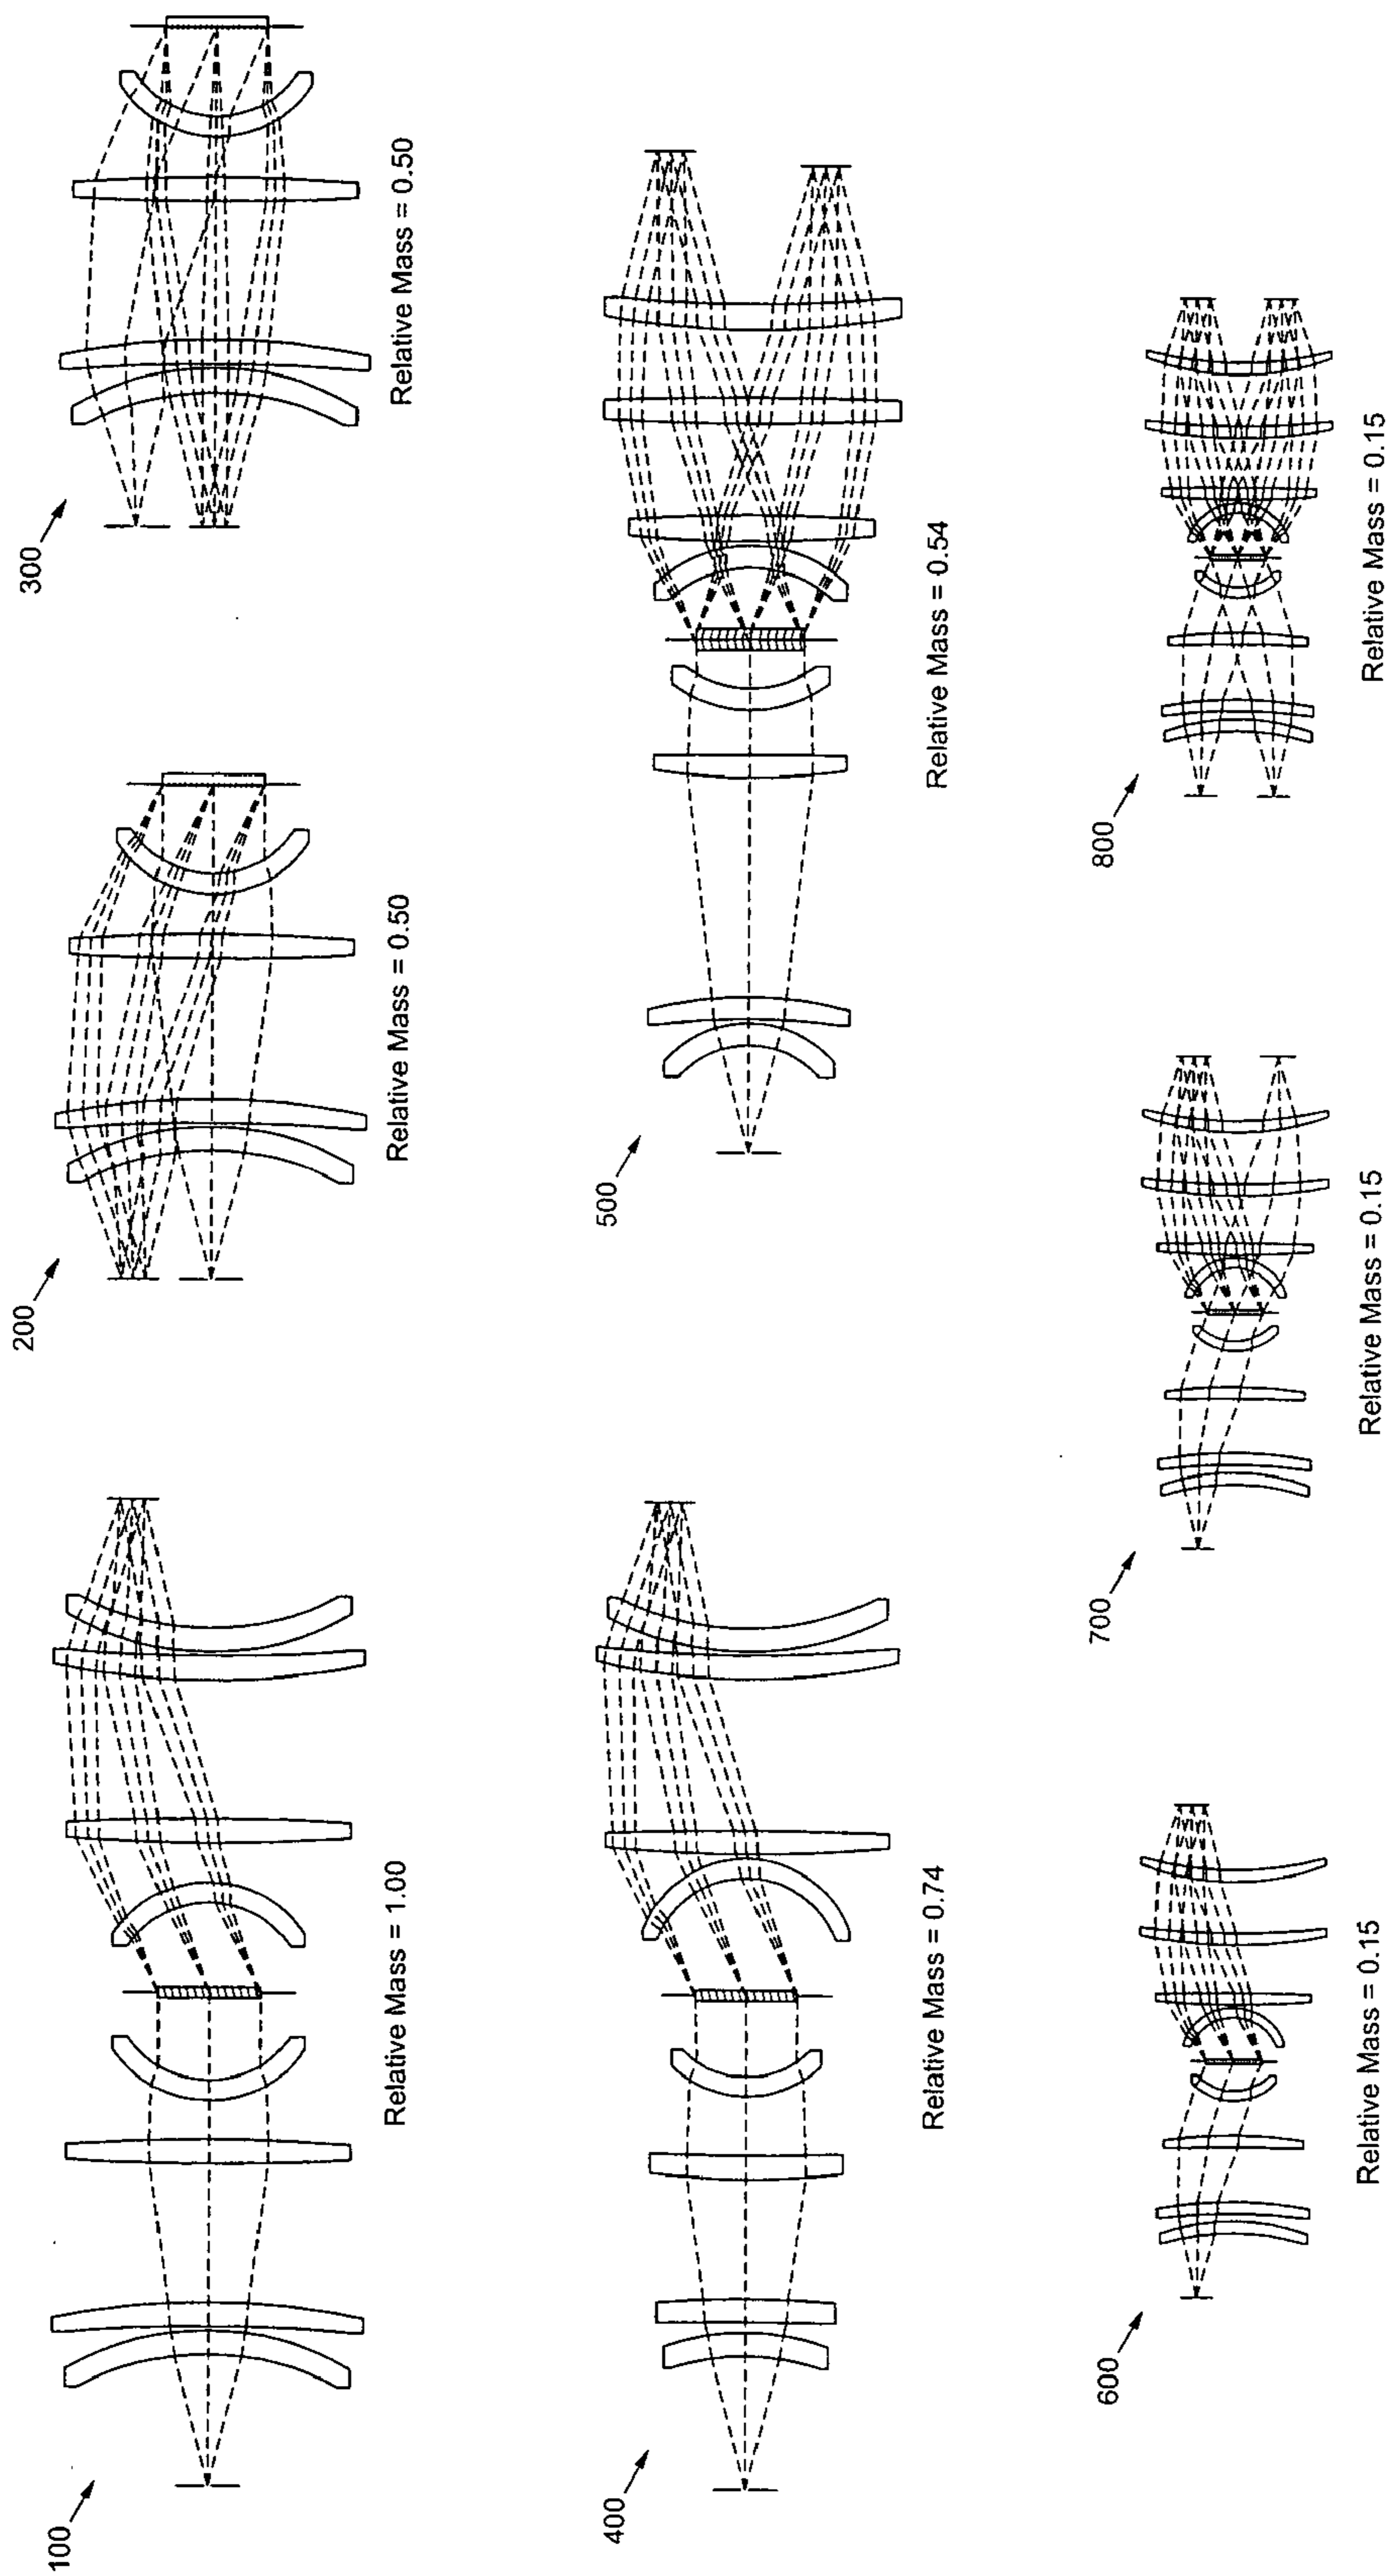 100
Relative Mass = 1.00
200
Relative Mass = 0.50
300
Relative Mass = 0.50
400
Relative Mass = 0.74
500
Relative Mass = 0.54
600
Relative Mass = 0.15
700
Relative Mass = 0.15
800
Relative Mass = 0.15